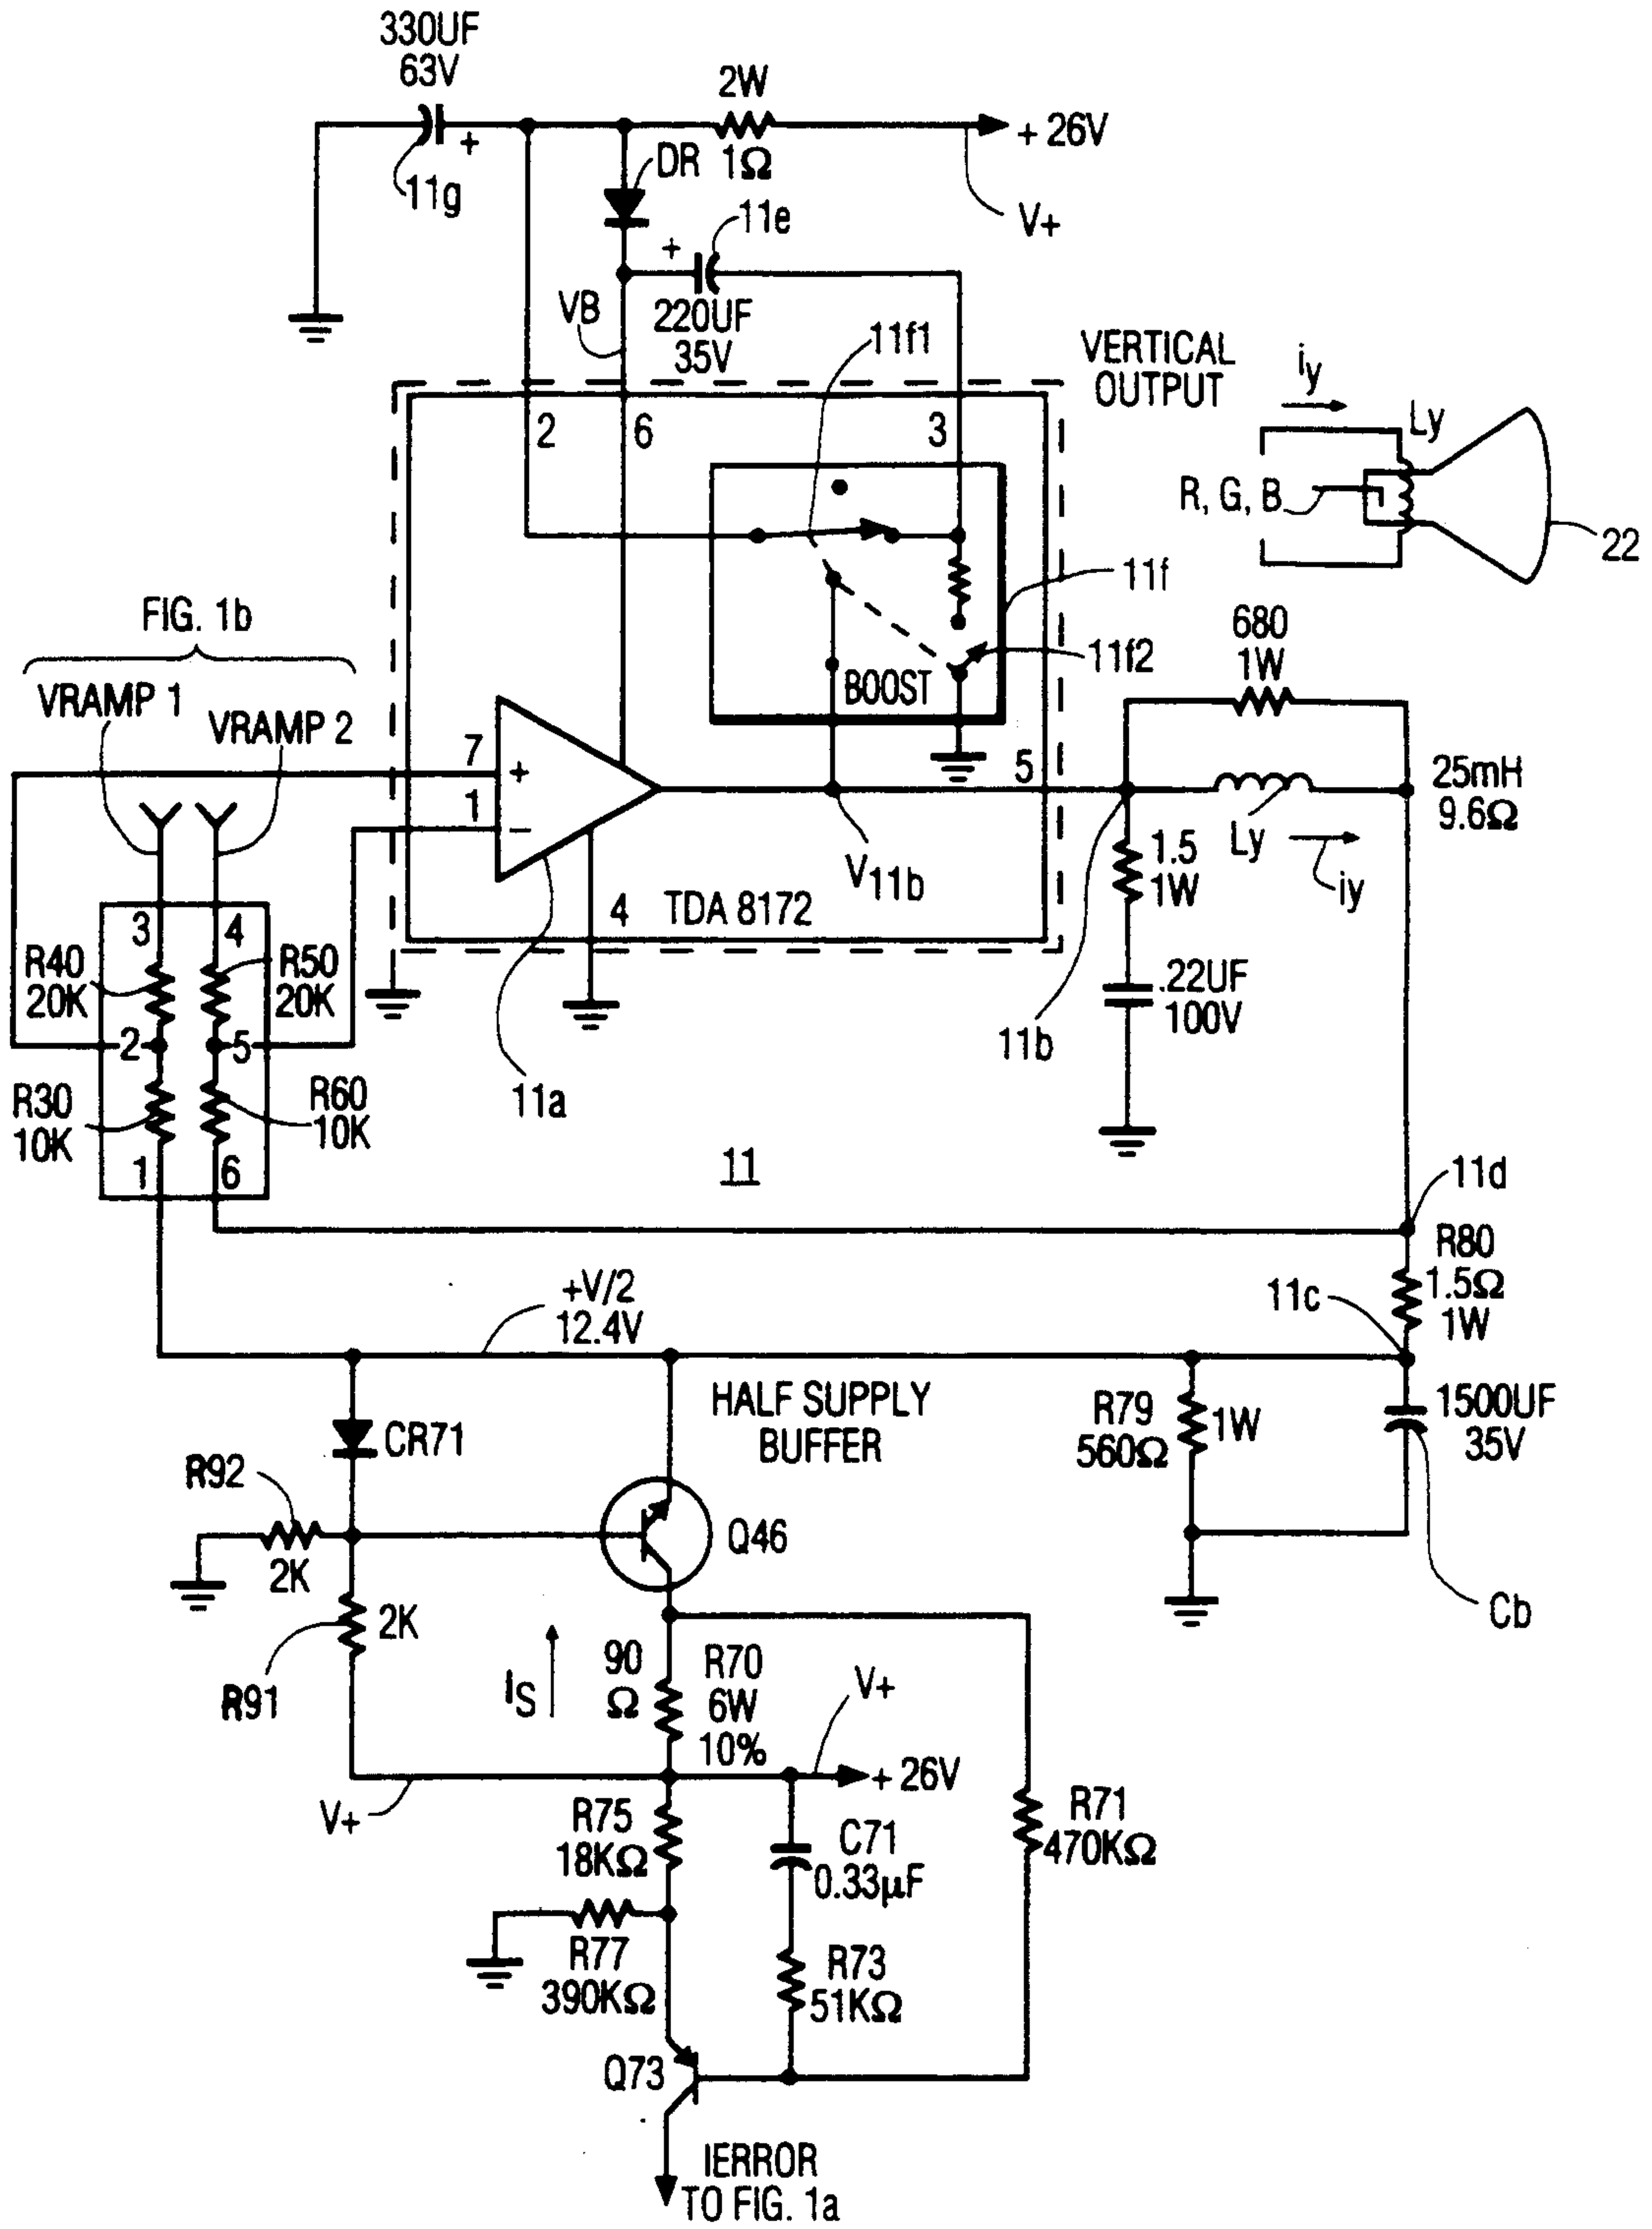 330UF
63V
2W
+
1Ω
+ 26V
11g
DR
V+
11e
+
VB
220UF
35V
11f1
VERTICAL
OUTPUT
iy
Ly
R, G, B
22
2
6
3
11f
11f2
BOOST
680
1W
FIG. 1b
VRAMP 1
VRAMP 2
7
+
1
−
5
25mH
9.6Ω
Ly
iy
V11b
1.5
1W
4
TDA 8172
3
4
R40
20K
R50
20K
.22UF
100V
11b
2
5
11a
R30
10K
R60
10K
1
6
11
11d
R80
1.5Ω
1W
11c
+V/2
12.4V
HALF SUPPLY
BUFFER
R79
560Ω
1W
1500UF
35V
CR71
R92
2K
Q46
Cb
2K
R91
IS
90
Ω
R70
6W
10%
V+
+ 26V
V+
R75
18KΩ
C71
0.33µF
R71
470KΩ
R77
390KΩ
R73
51KΩ
Q73
IERROR
TO FIG. 1a